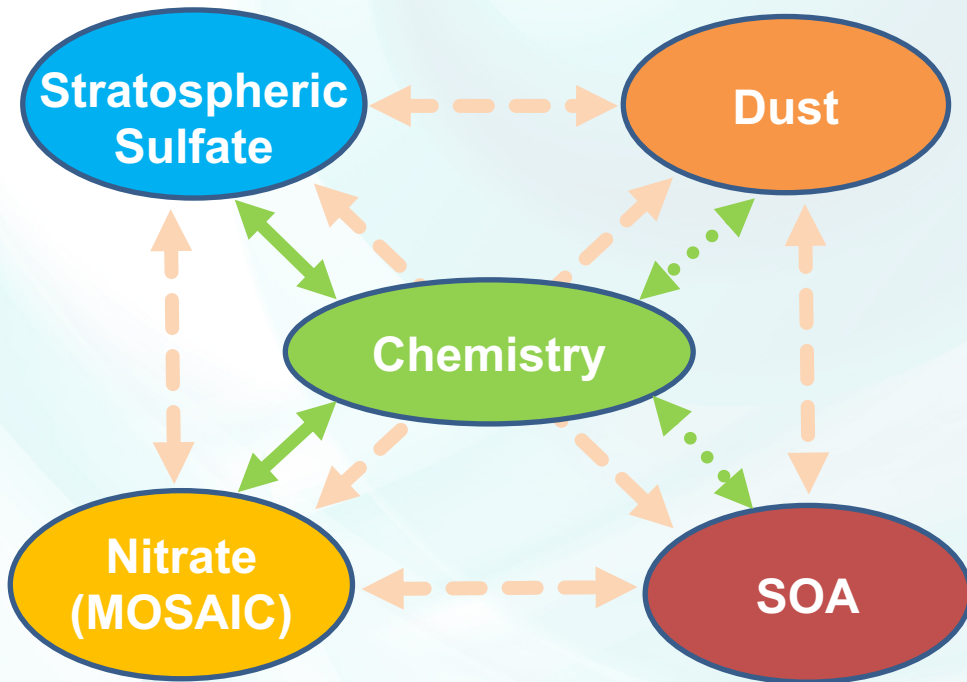 Stratospheric
Sulfate
Dust
Chemistry
Nitrate
(MOSAIC)
SOA